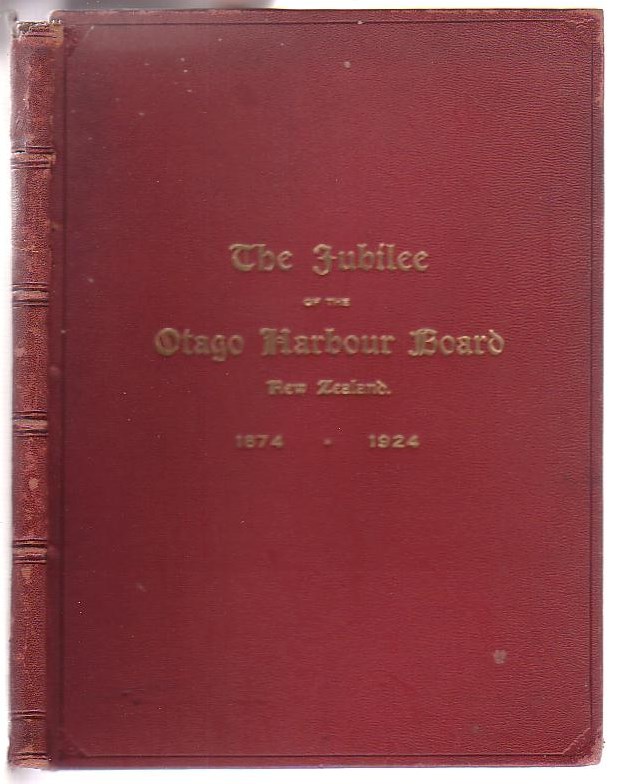 The Jubilee
OF THE
Otago Harbour Board
New Zealand.
1874 - 1924